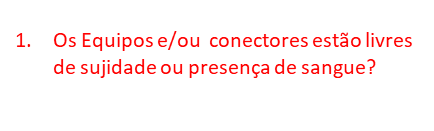 1. Os Equipos e/ou conectores estão livres
de sujidade ou presença de sangue?